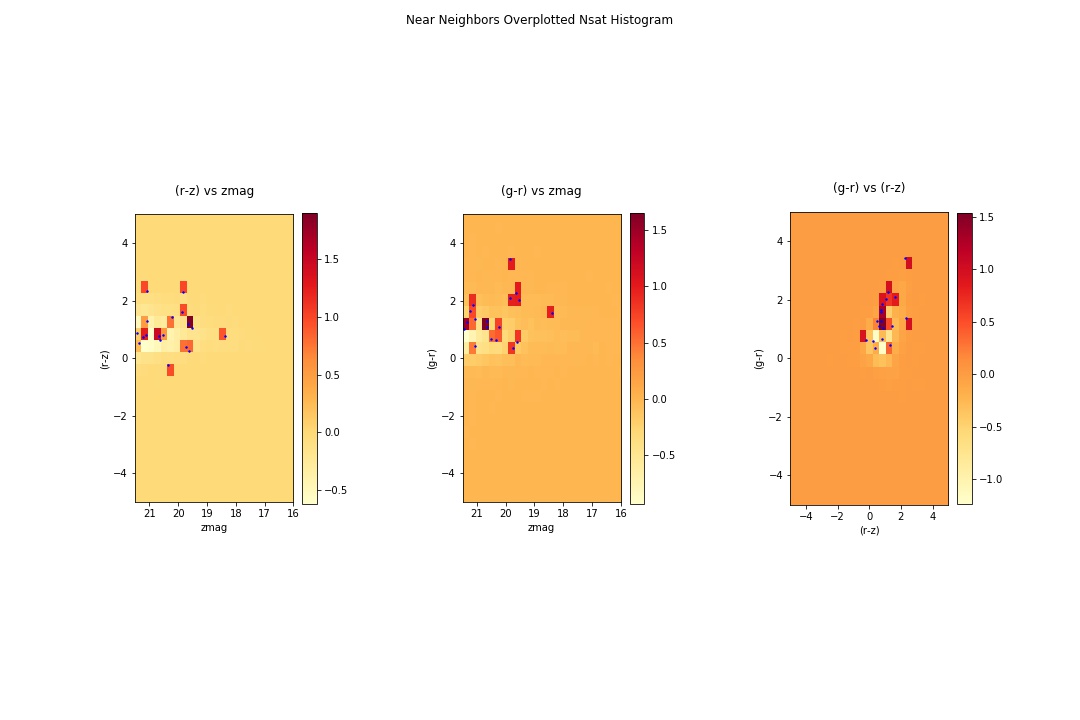 Near Neighbors Overplotted Nsat Histogram
(r-z) vs zmag
4
2
0
−2
−4
(r-z)
21 20 19 18 17 16
zmag
1.5
1.0
0.5
0.0
−0.5
(g-r) vs zmag
4
2
0
−2
−4
(g-r)
21 20 19 18 17 16
zmag
1.5
1.0
0.5
0.0
−0.5
(g-r) vs (r-z)
4
2
0
−2
−4
(g-r)
−4 −2 0 2 4
(r-z)
1.5
1.0
0.5
0.0
−0.5
−1.0